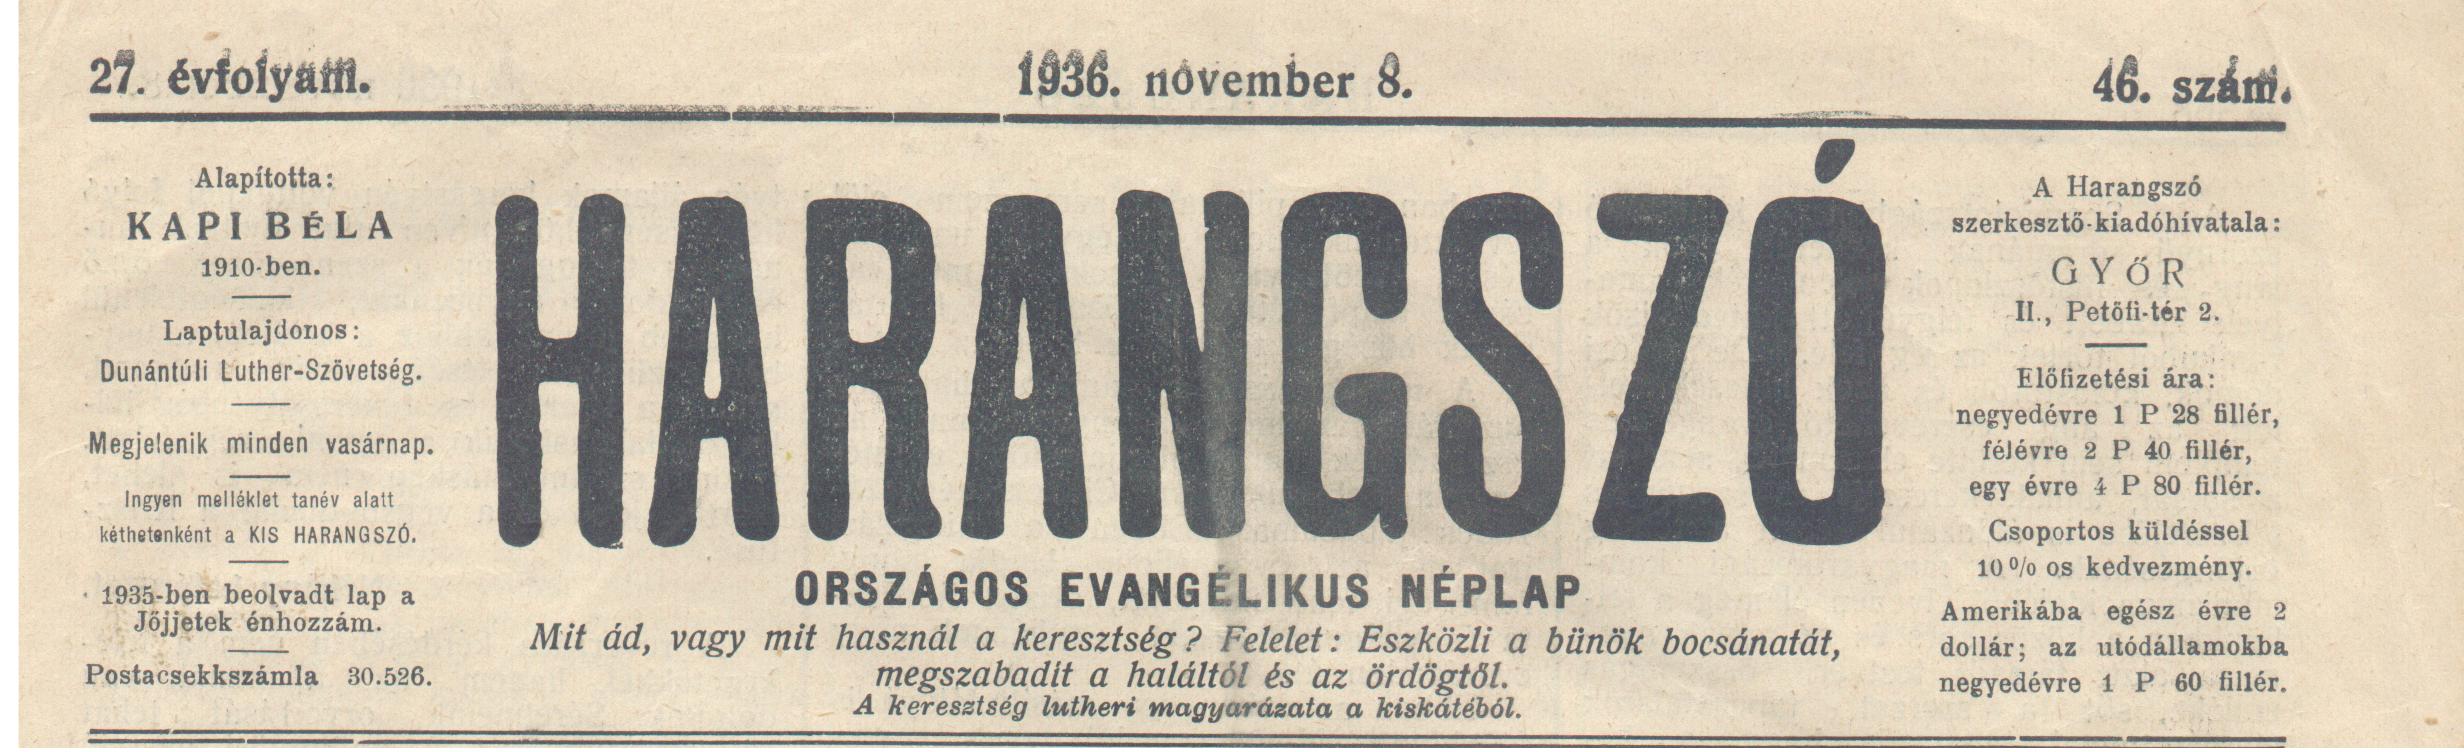 27. évfolyam. 1936. november 8. 46. szám.
Alapította:
KAPI BÉLA
1910-ben.
Laptulajdonos:
Dunántúli Luther-Szövetség.
Megjelenik minden vasárnap.
Ingyen melléklet tanév alatt
kéthetenként a KIS HARANGSZÓ.
1935-ben beolvadt lap a
Jőjjetek énhozzám.
Postacsekkszámla 30.526.
HARANGSZÓ
ORSZÁGOS EVANGÉLIKUS NÉPLAP
Mit ád, vagy mit használ a keresztség? Felelet: Eszközli a bünök bocsánatát,
megszabadit a haláltól és az ördögtől.
A keresztség lutheri magyarázata a kiskátéból.
A Harangszó
szerkesztő-kiadóhívatala:
GYŐR
II., Petőfi-tér 2.
Előfizetési ára:
negyedévre 1 P 28 fillér,
félévre 2 P 40 fillér,
egy évre 4 P 80 fillér.
Csoportos küldéssel
10 % os kedvezmény.
Amerikába egész évre 2
dollár; az utódállamokba
negyedévre 1 P 60 fillér.